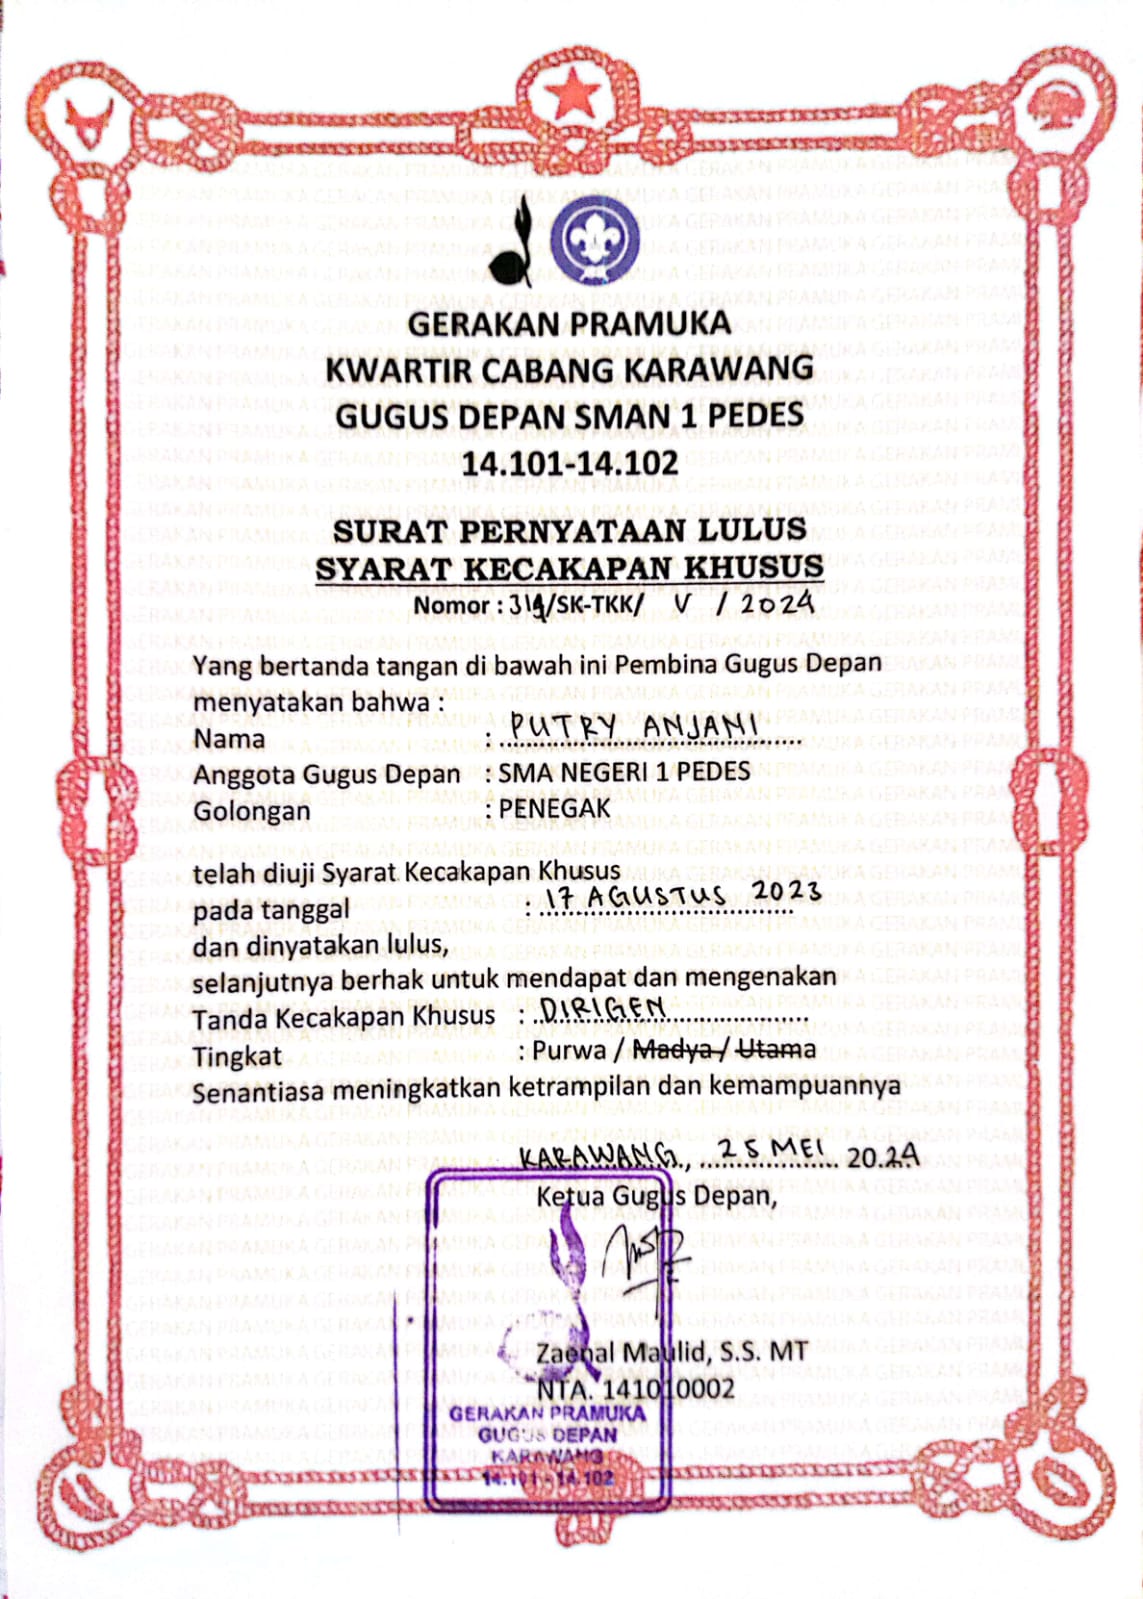 GERAKAN PRAMUKA
KWARTIR CABANG KARAWANG
GUGUS DEPAN SMAN 1 PEDES
14.101-14.102
SURAT PERNYATAAN LULUS
SYARAT KECAKAPAN KHUSUS
Nomor : 314/SK-TKK/ V / 2024
Yang bertanda tangan di bawah ini Pembina Gugus Depan
menyatakan bahwa :
Nama : PUTRI ANJANI
Anggota Gugus Depan : SMA NEGERI 1 PEDES
Golongan : PENEGAK
telah diuji Syarat Kecakapan Khusus
pada tanggal : 17 AGUSTUS 2023
dan dinyatakan lulus,
selanjutnya berhak untuk mendapat dan mengenakan
Tanda Kecakapan Khusus : DIRIGEN
Tingkat : Purwa / Madya / Utama
Senantiasa meningkatkan ketrampilan dan kemampuannya
KARAWANG, 25 MEI 2024
Ketua Gugus Depan,
Zaenal Maulid, S.S. MT
NTA. 141010002
GERAKAN PRAMUKA
GUGUS DEPAN
KARAWANG
14.101 - 14.102